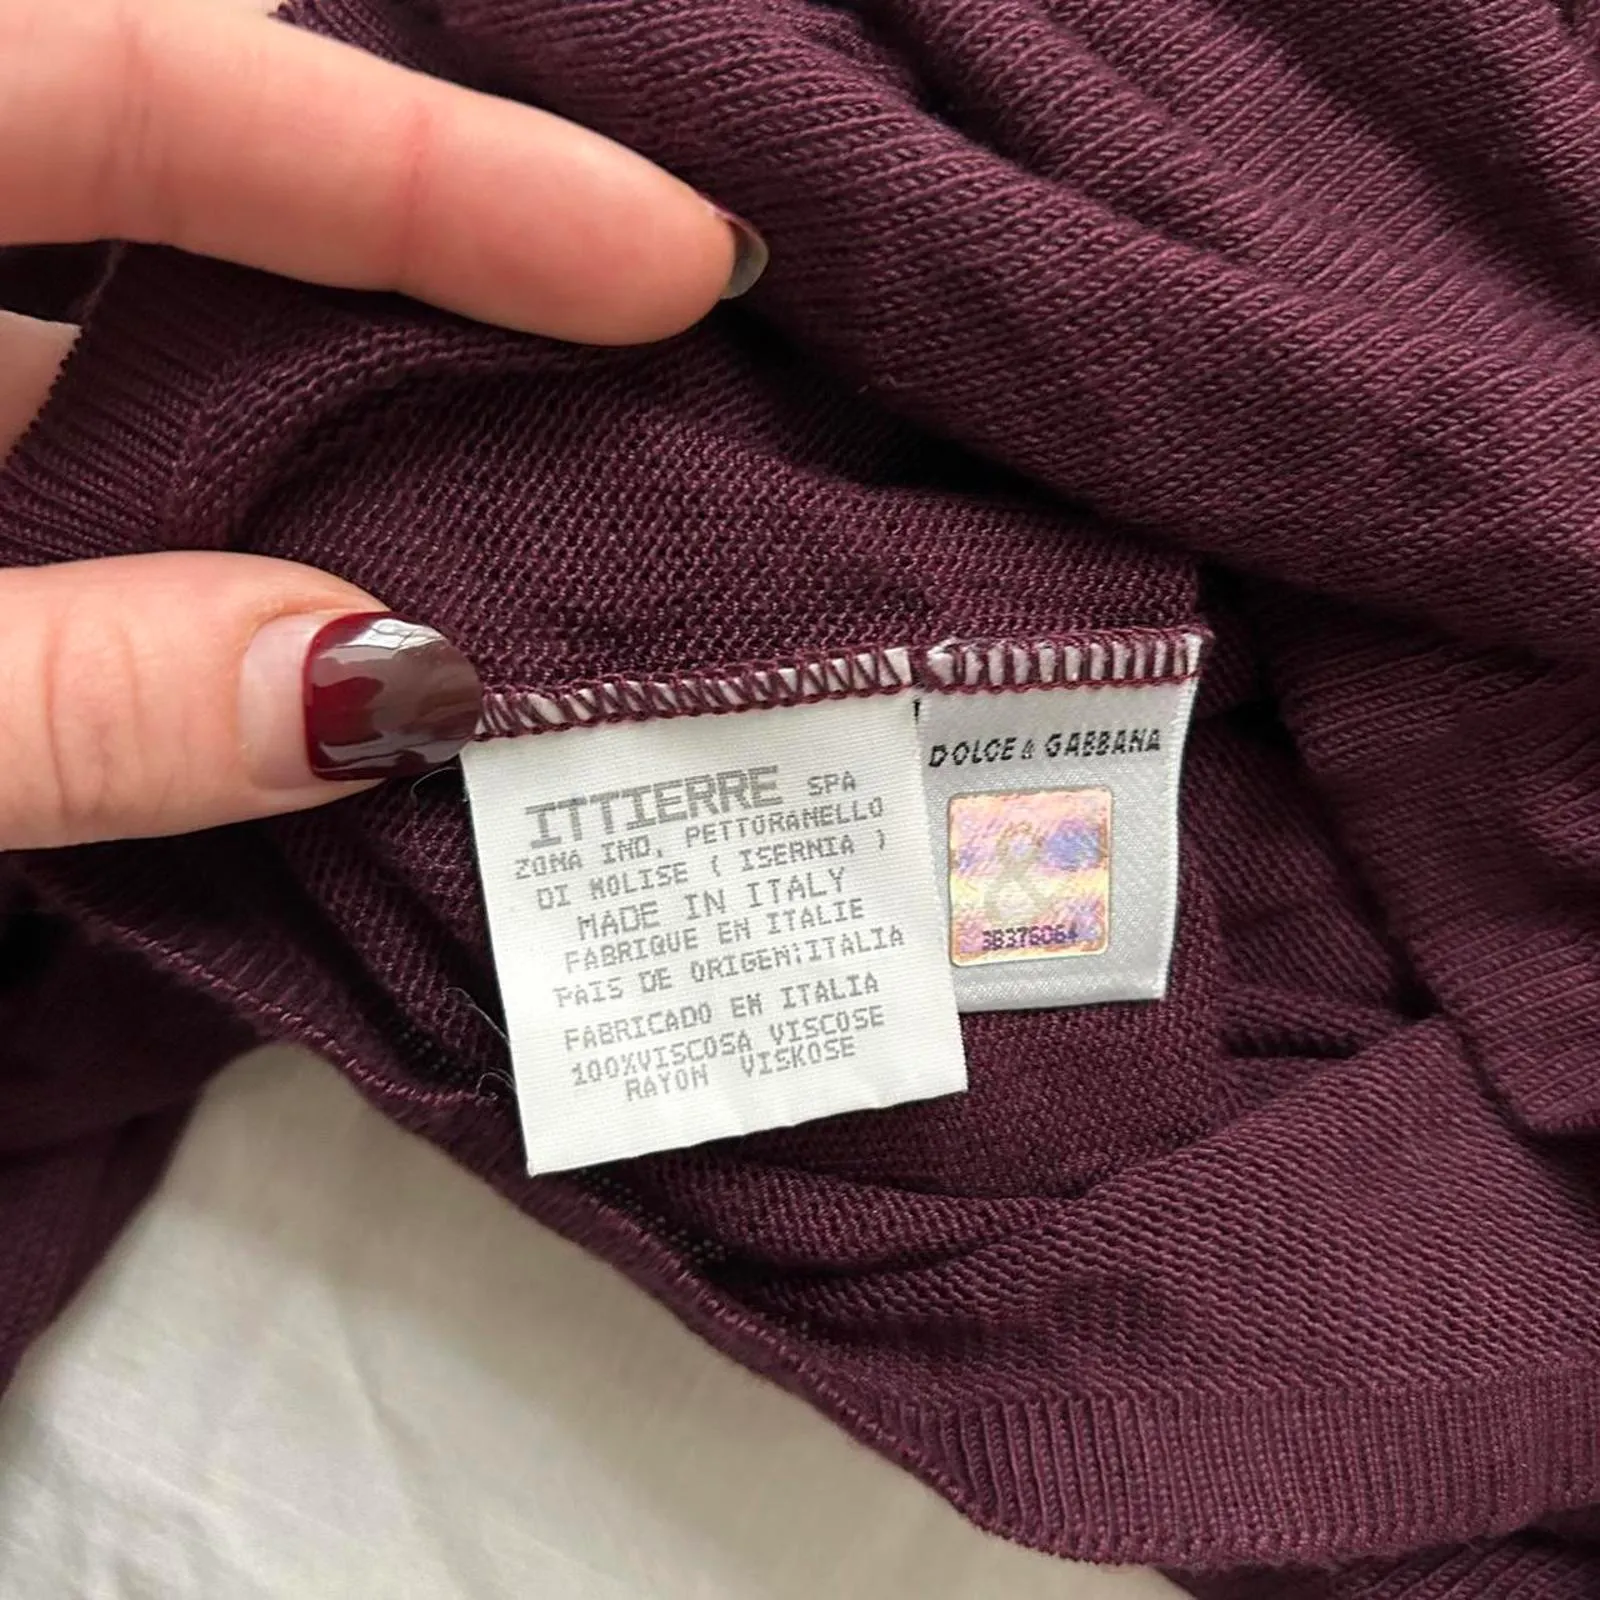 ITTIERRE SPA
ZONA IND. PETTORANELLO
DI MOLISE ( ISERNIA )
MADE IN ITALY
FABRIQUE EN ITALIE
PAIS DE ORIGEN:ITALIA
FABRICADO EN ITALIA
100%VISCOSA VISCOSE
RAYON VISKOSE
DOLCE & GABBANA
&
3B376064